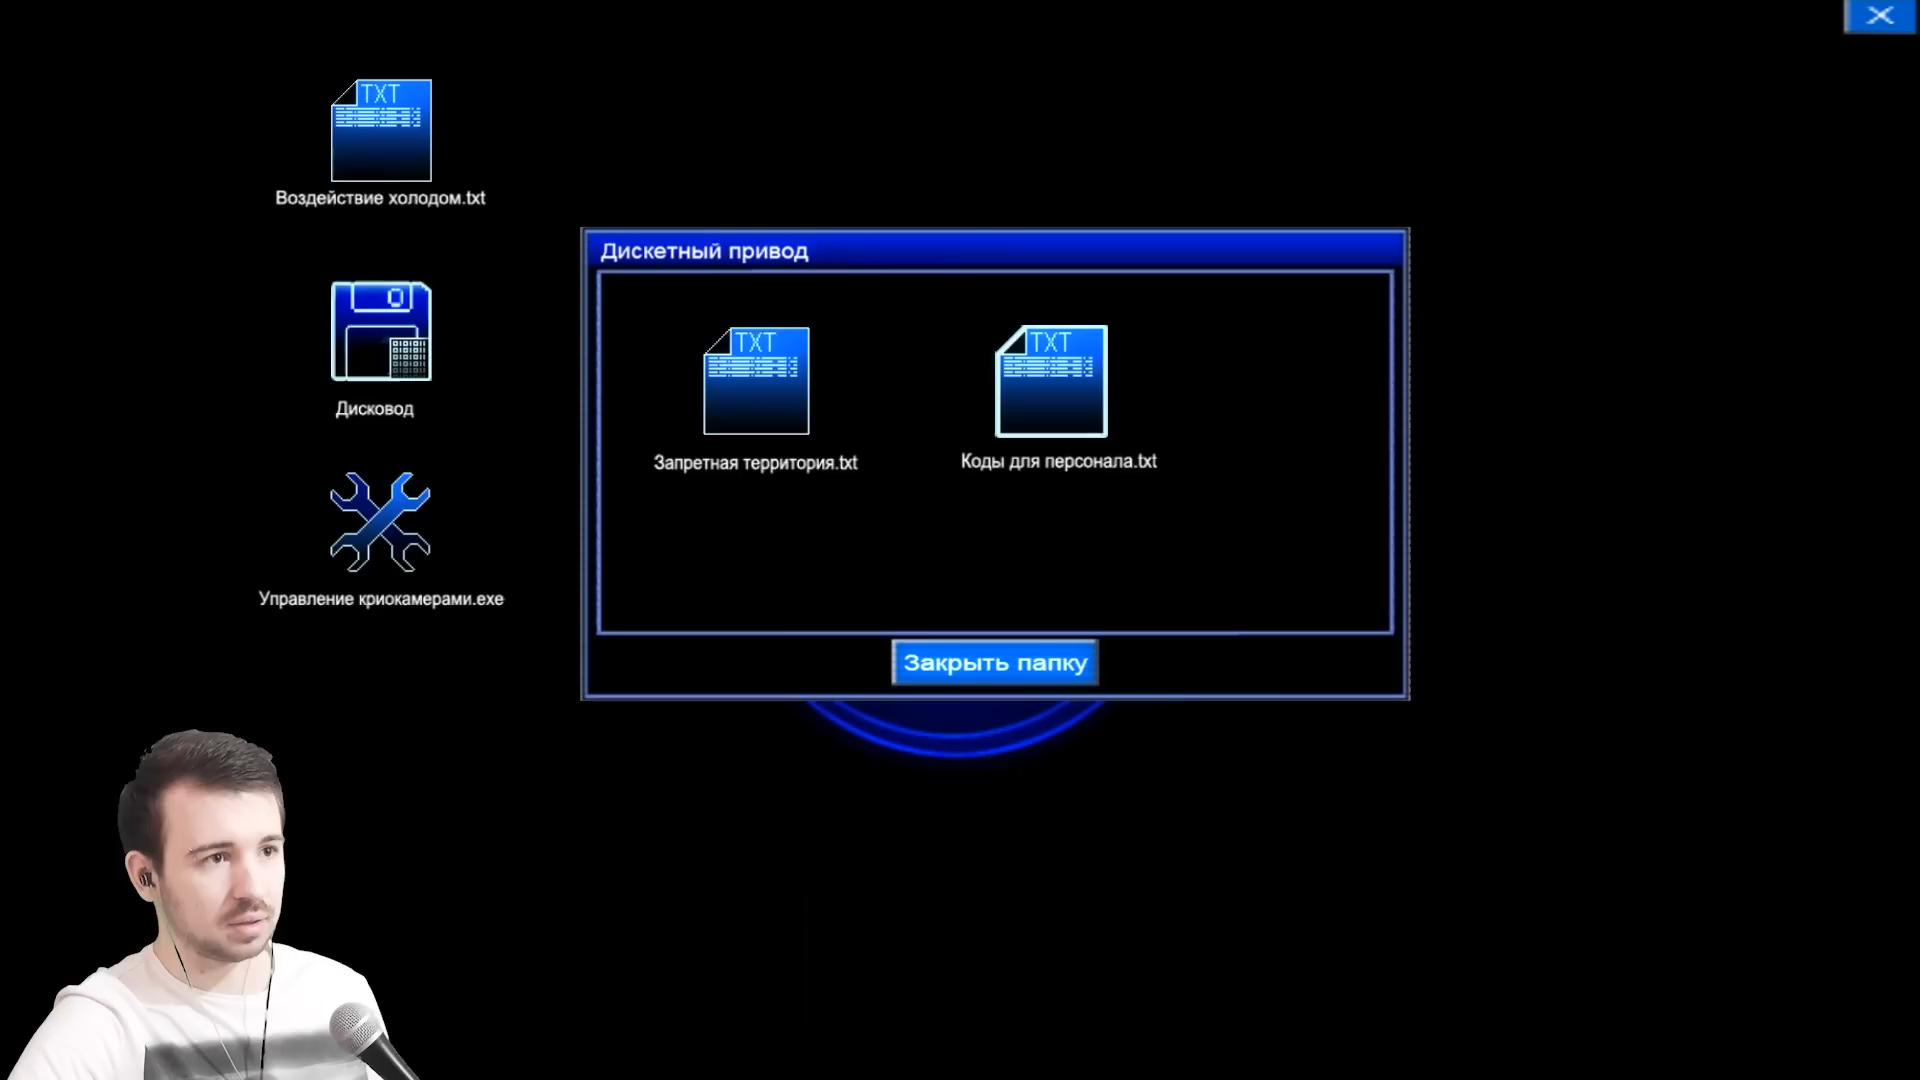 TXT
Воздействие холодом.txt
Дисковод
Управление криокамерами.exe
Дискетный привод
TXT
Запретная территория.txt
TXT
Коды для персонала.txt
Закрыть папку